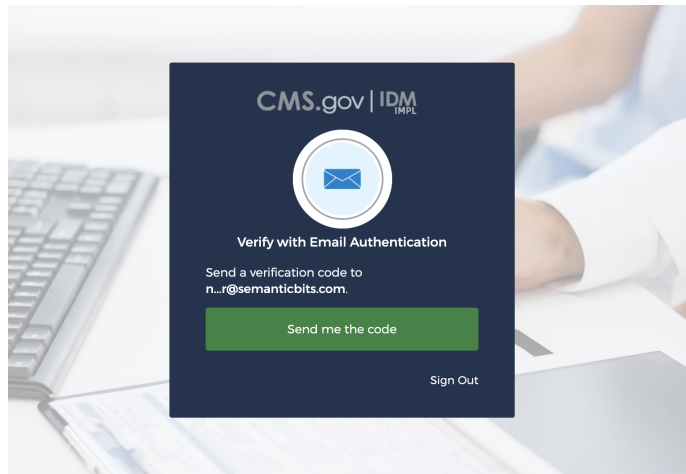 CMS.gov | IDM
IMPL
Verify with Email Authentication
Send a verification code to
n...r@semanticbits.com.
Send me the code
Sign Out